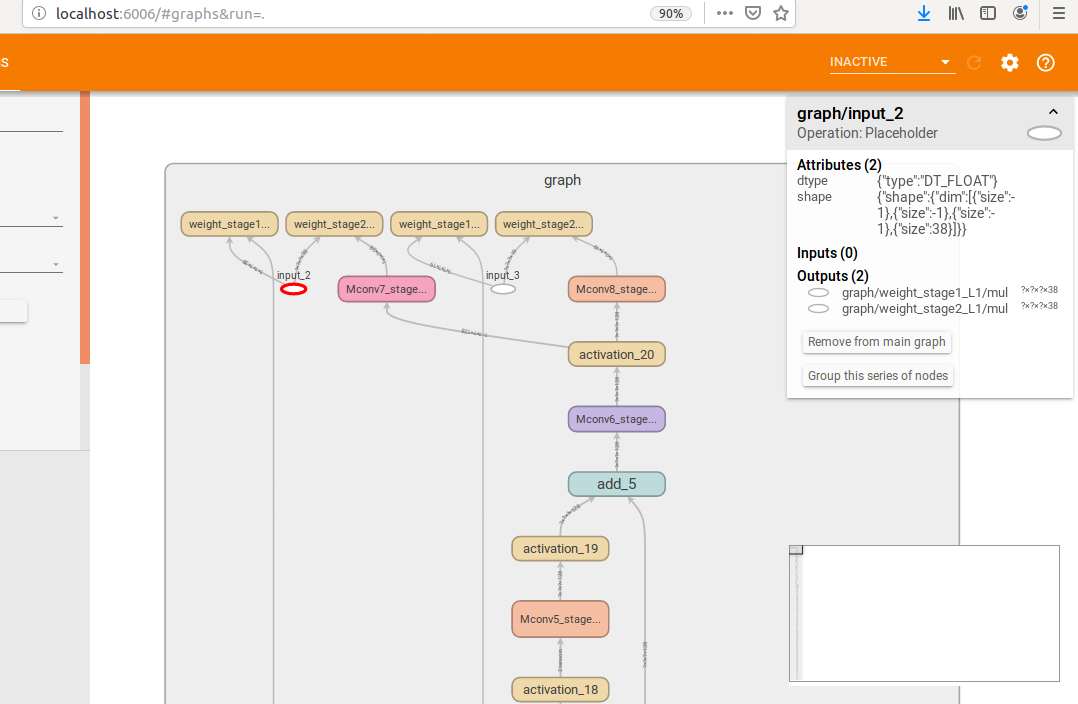 localhost:6006/#graphs&run=.
90%
s
INACTIVE
graph/input_2
Operation: Placeholder
Attributes (2)
dtype
{"type":"DT_FLOAT"}
shape
{"shape":{"dim":[{"size":-
1},{"size":-1},{"size":-
1},{"size":38}]}}
Inputs (0)
Outputs (2)
graph/weight_stage1_L1/mul ?×?×?×38
graph/weight_stage2_L1/mul ?×?×?×38
Remove from main graph
Group this series of nodes
graph
weight_stage1...
weight_stage2...
weight_stage1...
weight_stage2...
input_2
input_3
Mconv7_stage...
Mconv8_stage...
activation_20
Mconv6_stage...
add_5
activation_19
Mconv5_stage...
activation_18